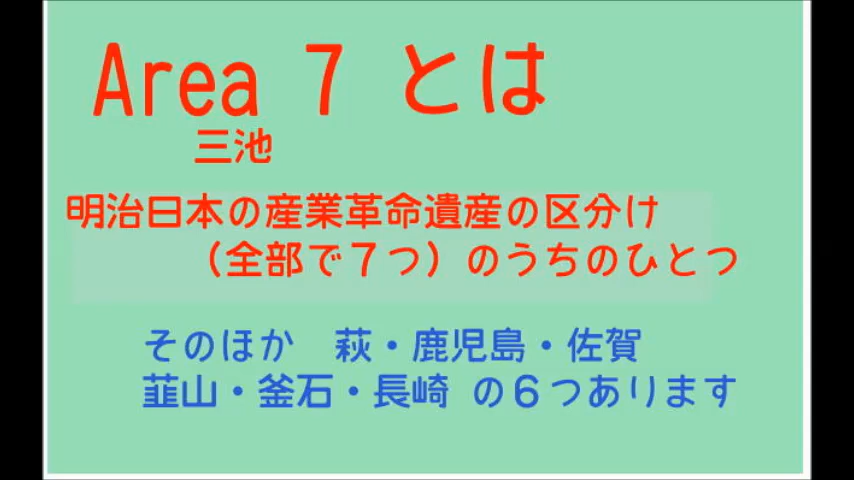 Area 7 とは
三池
明治日本の産業革命遺産の区分け
（全部で７つ）のうちのひとつ
そのほか　萩・鹿児島・佐賀
韮山・釜石・長崎 の６つあります